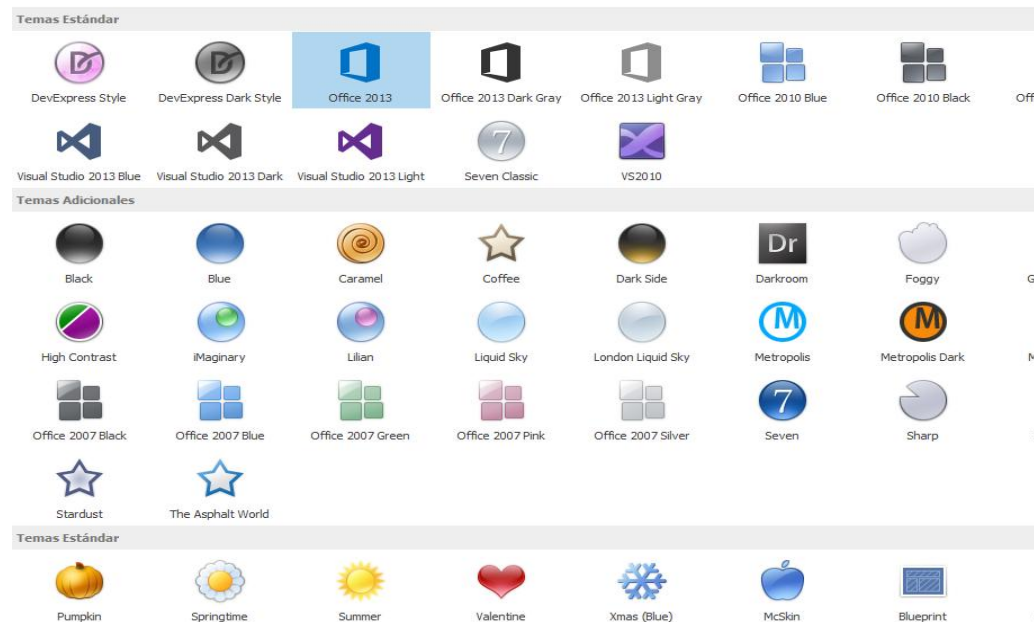 Temas Estándar
DevExpress Style DevExpress Dark Style Office 2013 Office 2013 Dark Gray Office 2013 Light Gray Office 2010 Blue Office 2010 Black Off
Visual Studio 2013 Blue Visual Studio 2013 Dark Visual Studio 2013 Light 7 Seven Classic VS2010
Temas Adicionales
Dr
Black Blue Caramel Coffee Dark Side Darkroom Foggy G
M M
High Contrast iMaginary Lilian Liquid Sky London Liquid Sky Metropolis Metropolis Dark M
7
Office 2007 Black Office 2007 Blue Office 2007 Green Office 2007 Pink Office 2007 Silver Seven Sharp
Stardust The Asphalt World
Temas Estándar
Pumpkin Springtime Summer Valentine Xmas (Blue) McSkin Blueprint